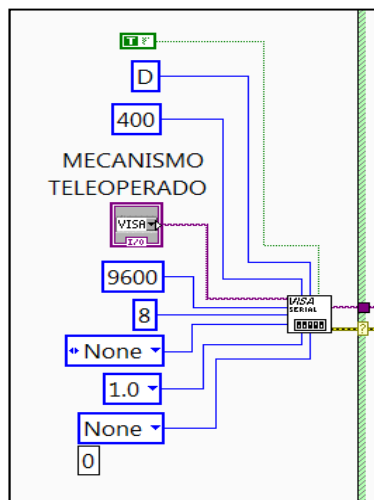 T F
D
400
MECANISMO
TELEOPERADO
VISA
I/O
9600
VISA
SERIAL
8
None
1.0
None
0
?